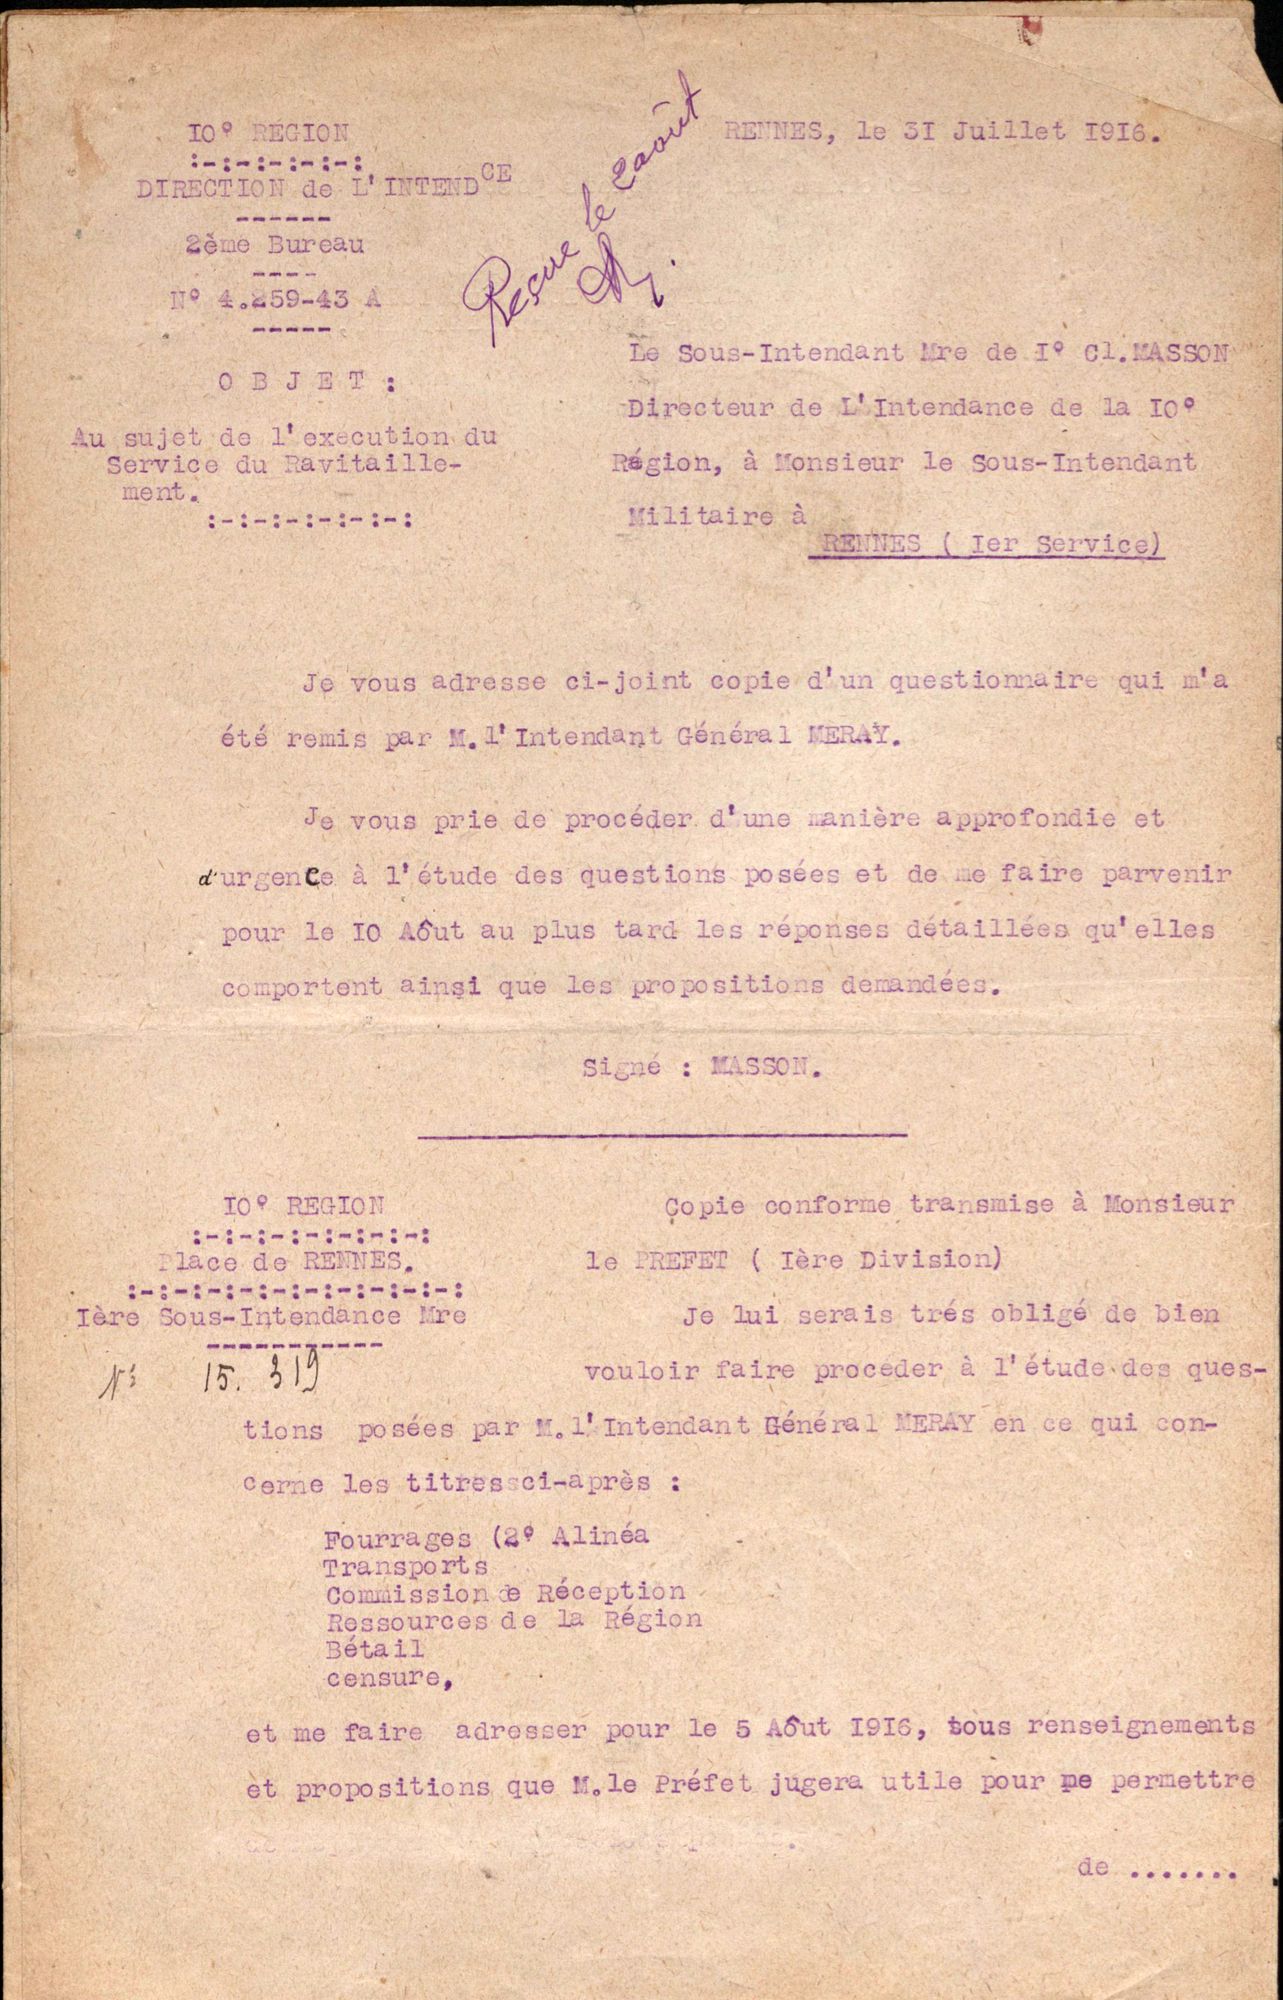 IO° REGION
:-:-:-:-:-:
DIRECTION de L'INTENDCE
------
2ème Bureau
----
N° 4.259-43 A
-----
O B J E T :
Au sujet de l'execution du
Service du Ravitaille-
ment.
:-:-:-:-:-:-:
Resçue le 2 août
RENNES, le 3I Juillet I9I6.
Le Sous-Intendant Mre de I° Cl.MASSON
Directeur de L'Intendance de la IO°
Région, à Monsieur le Sous-Intendant
Militaire à
RENNES ( Ier Service)
Je vous adresse ci-joint copie d'un questionnaire qui m'a
été remis par M.l'Intendant Général MERAY.
Je vous prie de procéder d'une manière approfondie et
d'urgence à l'étude des questions posées et de me faire parvenir
pour le IO Aôut au plus tard les réponses détaillées qu'elles
comportent ainsi que les propositions demandées.
Signé : MASSON.
IO° REGION
:-:-:-:-:-:-:-:
Place de RENNES.
:-:-:-:-:-:-:-:-:-:-:
Ière Sous-Intendance Mre
-----------
N° 15.319
Copie conforme transmise à Monsieur
le PREFET ( Ière Division)
Je lui serais trés obligé de bien
vouloir faire procéder à l'étude des ques-
tions posées par M.l'Intendant Général MERAY en ce qui con-
cerne les titressci-après :
Fourrages (2° Alinéa
Transports
Commission de Réception
Ressources de la Région
Bétail
censure,
et me faire adresser pour le 5 Aôut I9I6, tous renseignements
et propositions que M.le Préfet jugera utile pour me permettre
de .......